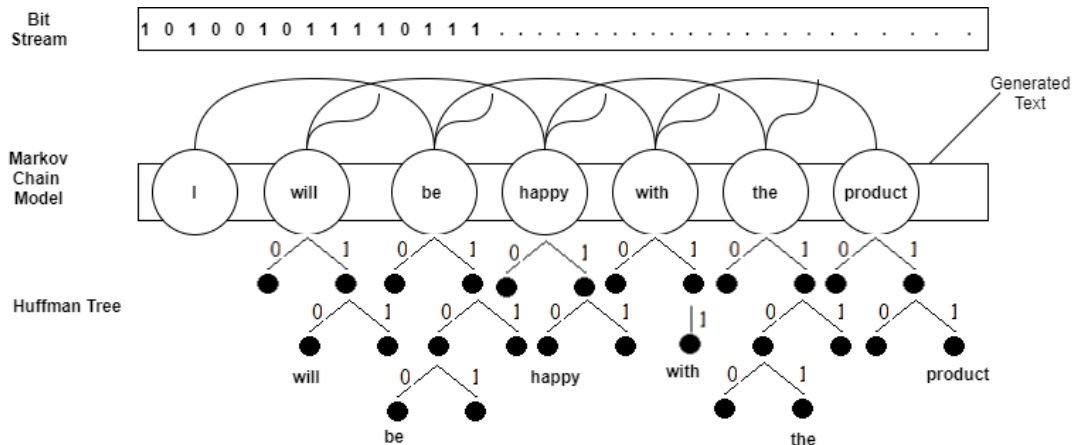 Bit
Stream
1 0 1 0 0 1 0 1 1 1 1 0 1 1 1 . . . . . . . . . . . . . . . . . . . . .
Generated
Text
Markov
Chain
Model
I will be happy with the product
0 1 0 1 0 1 0 1 0 1 0 1
Huffman Tree
0 1 0 1 0 1 1 0 1 0 1
will happy with product
0 1 0 1
be the